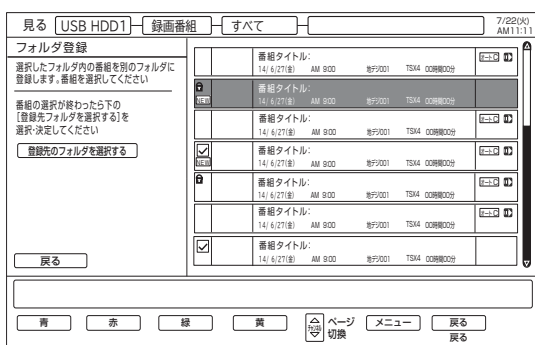 見る USB HDD1 録画番組 すべて 7/22(火)
AM11:11
フォルダ登録
選択したフォルダ内の番組を別のフォルダに
登録します。番組を選択してください
番組の選択が終わったら下の
[登録先フォルダを選択する]を
選択·決定してください
登録先のフォルダを選択する
戻る
番組タイトル:
14/ 6/27(金) AM 9:00 地デジ001 TSX4 00時間00分
番組タイトル:
NEW 14/ 6/27(金) AM 9:00 地デジ001 TSX4 00時間00分
番組タイトル:
14/ 6/27(金) AM 9:00 地デジ001 TSX4 00時間00分
番組タイトル:
NEW 14/ 6/27(金) AM 9:00 地デジ001 TSX4 00時間00分
番組タイトル:
14/ 6/27(金) AM 9:00 地デジ001 TSX4 00時間00分
番組タイトル:
14/ 6/27(金) AM 9:00 地デジ001 TSX4 00時間00分
番組タイトル:
14/ 6/27(金) AM 9:00 地デジ001 TSX4 00時間00分
青 赤 緑 黄 チャンネル ページ メニュー 戻る
切換 戻る